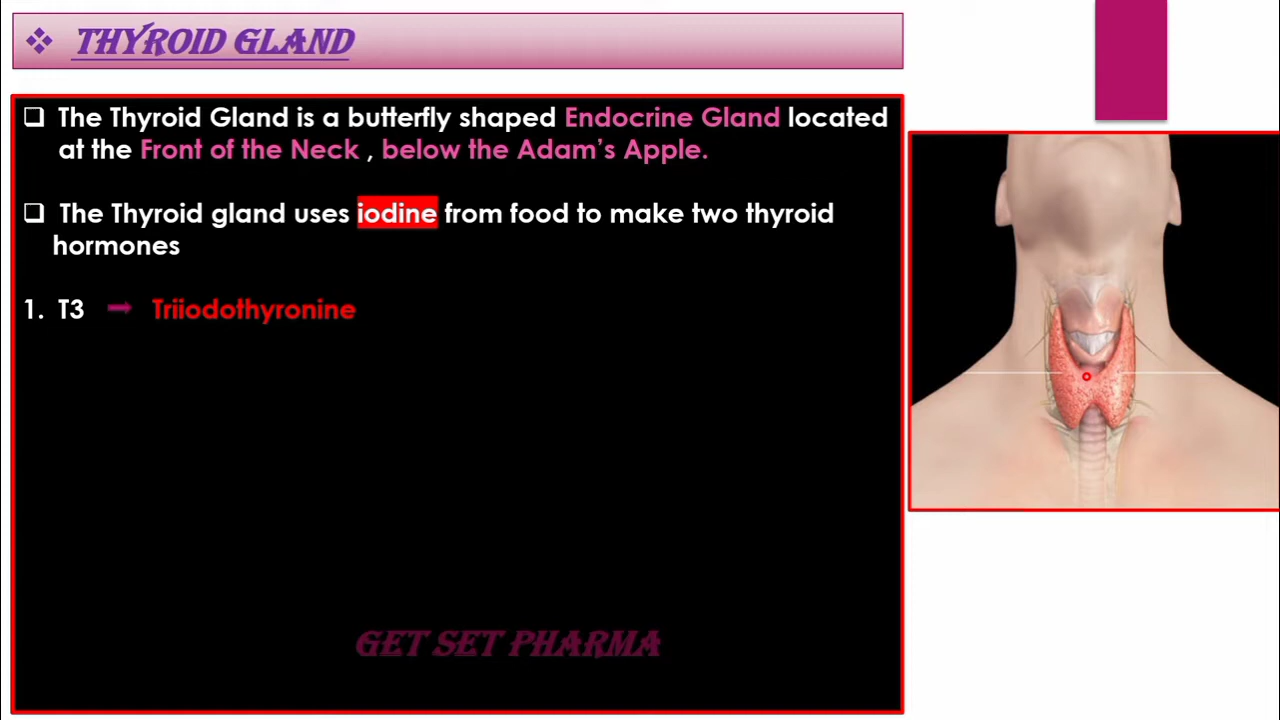 ❖ THYROID GLAND
❑ The Thyroid Gland is a butterfly shaped Endocrine Gland located
at the Front of the Neck , below the Adam’s Apple.
❑ The Thyroid gland uses iodine from food to make two thyroid
hormones
1. T3 ➡ Triiodothyronine
GET SET PHARMA